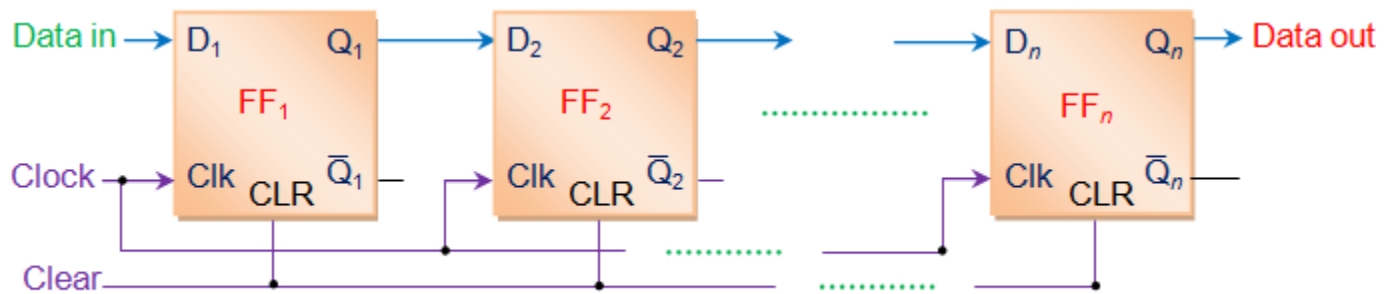 Data in D₁ Q₁ D₂ Q₂ Dₙ Qₙ Data out
FF₁ FF₂ FFₙ
Clock Clk Q̅₁ Clk Q̅₂ Clk Q̅ₙ
CLR CLR CLR
Clear